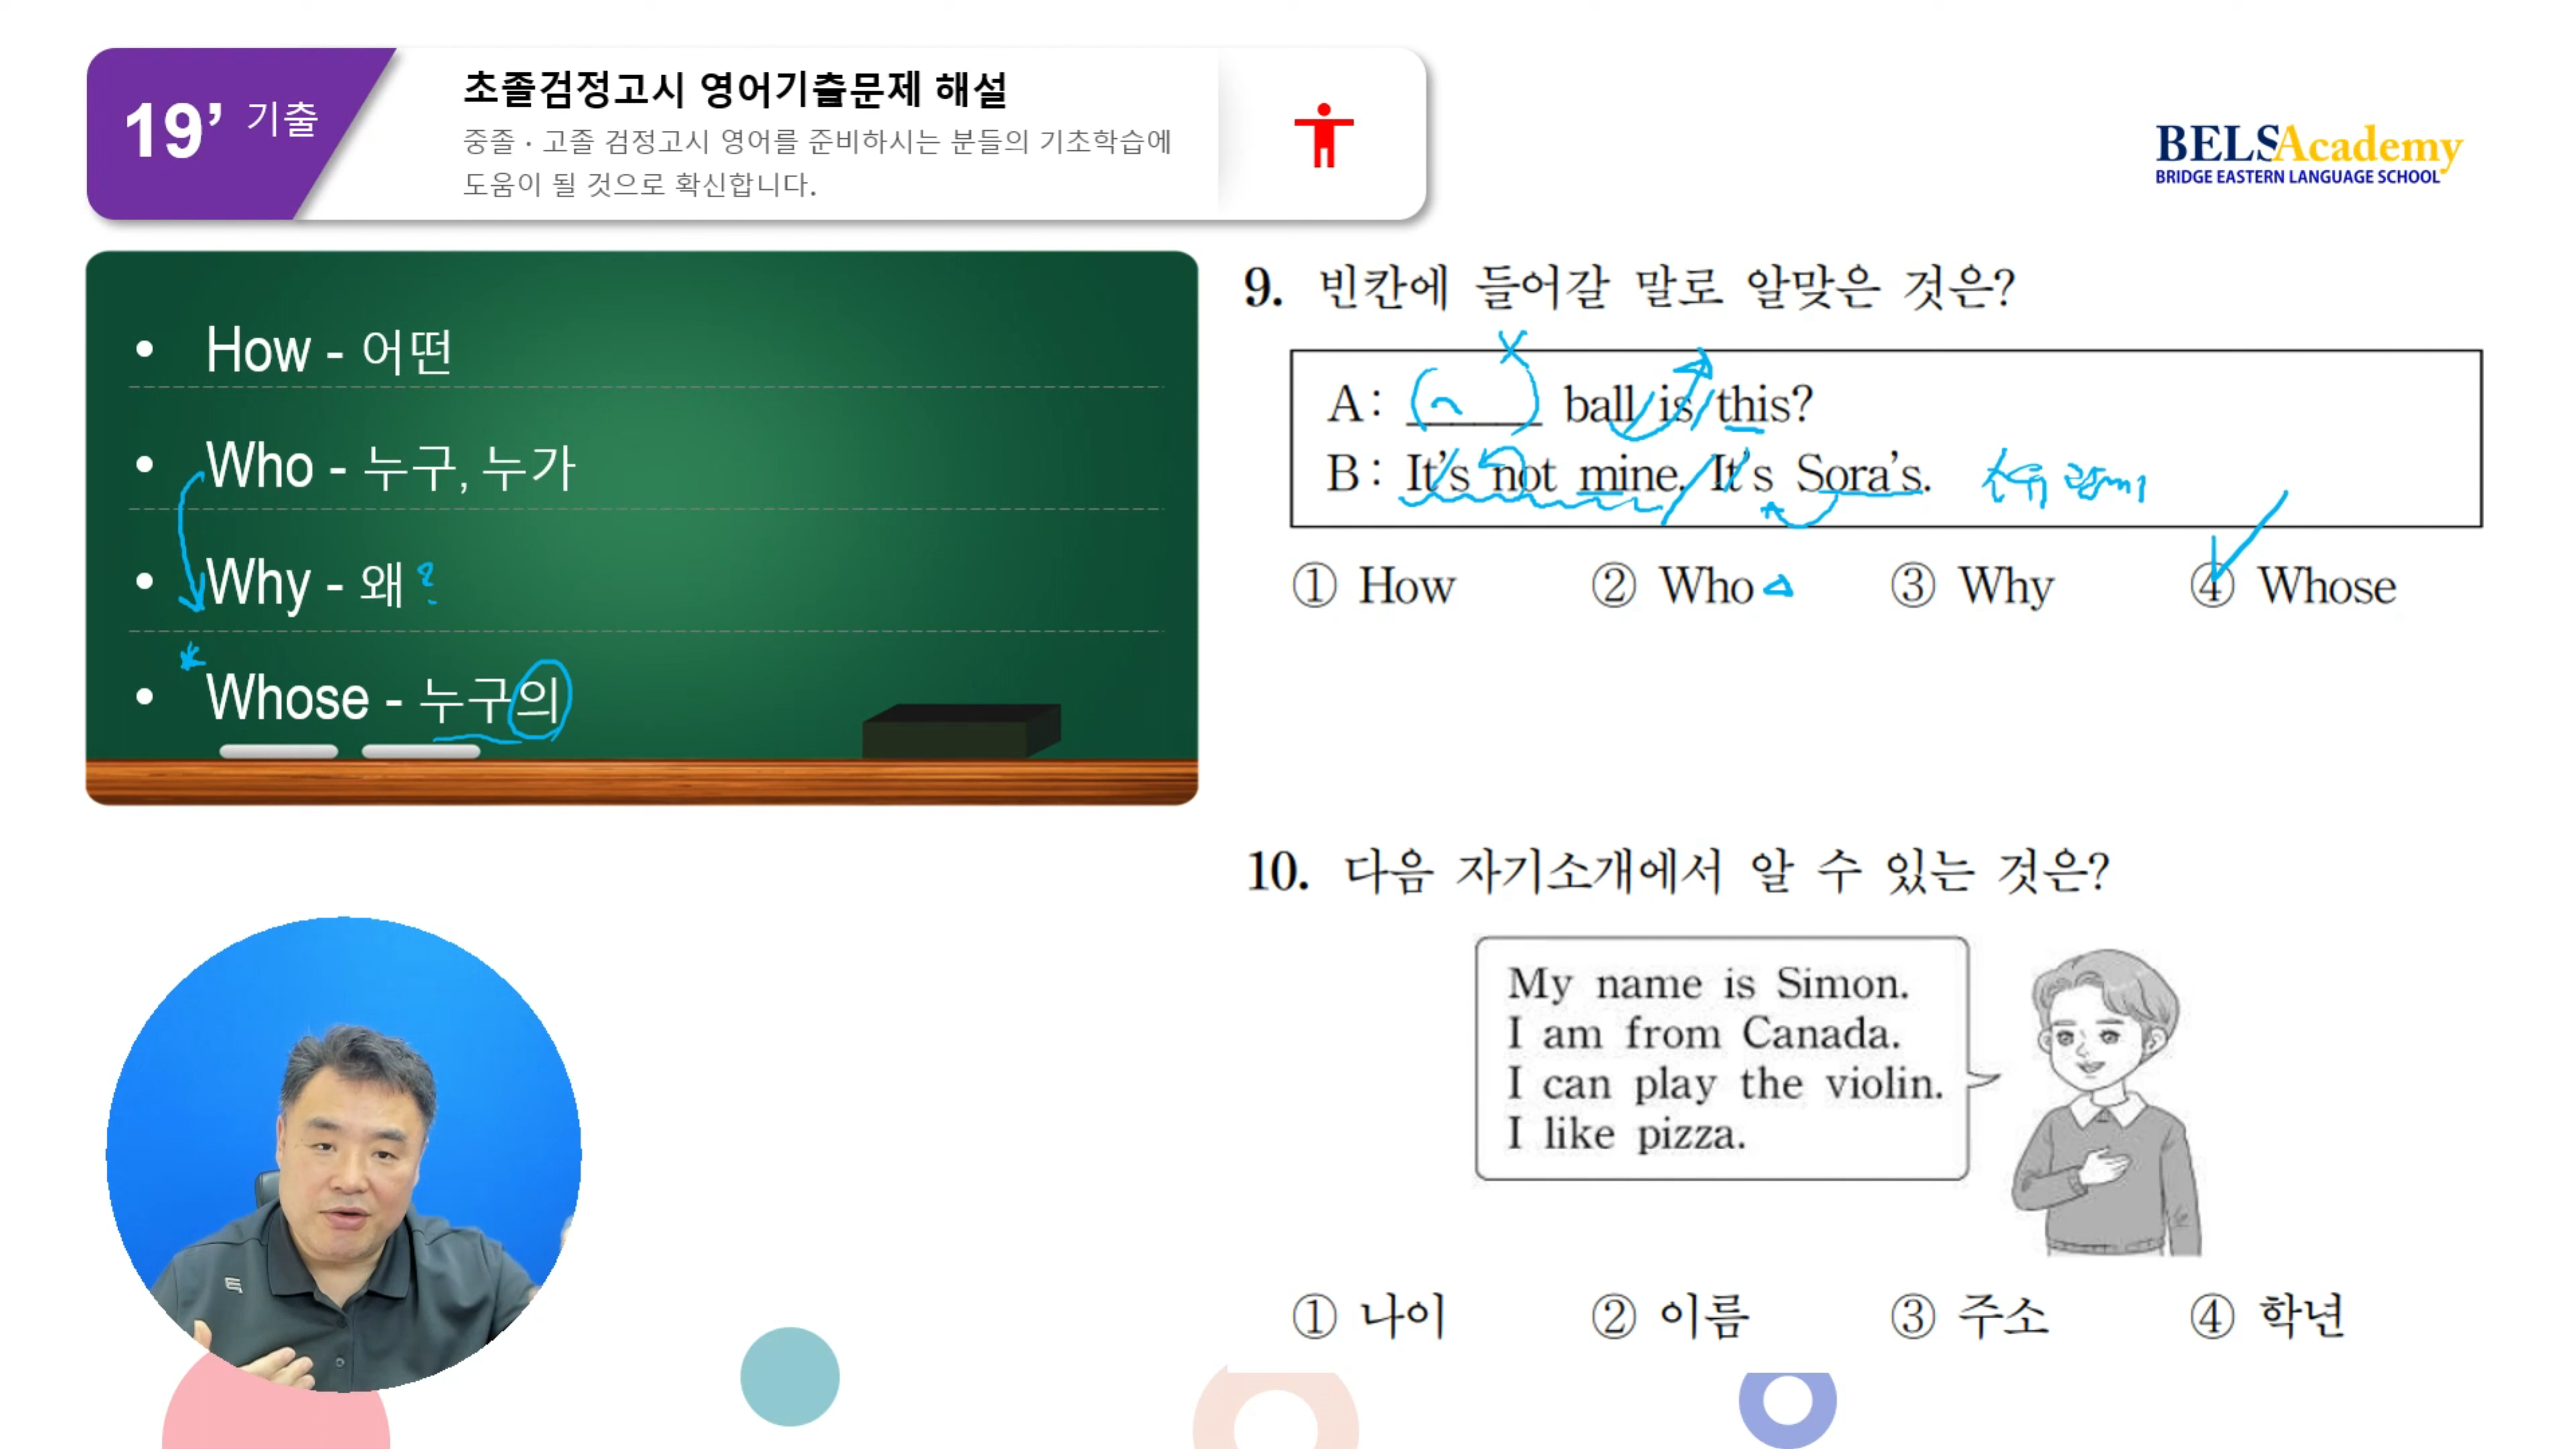 19’ 기출
초졸검정고시 영어기출문제 해설
중졸 · 고졸 검정고시 영어를 준비하시는 분들의 기초학습에
도움이 될 것으로 확신합니다.
BELSAcademy
BRIDGE EASTERN LANGUAGE SCHOOL
• How - 어떤
• Who - 누구, 누가
• Why - 왜 ?
• Whose - 누구의
9. 빈칸에 들어갈 말로 알맞은 것은?
A: ______ ball is this?
B: It's not mine. It's Sora's.
① How ② Who ③ Why ④ Whose
10. 다음 자기소개에서 알 수 있는 것은?
My name is Simon.
I am from Canada.
I can play the violin.
I like pizza.
① 나이 ② 이름 ③ 주소 ④ 학년